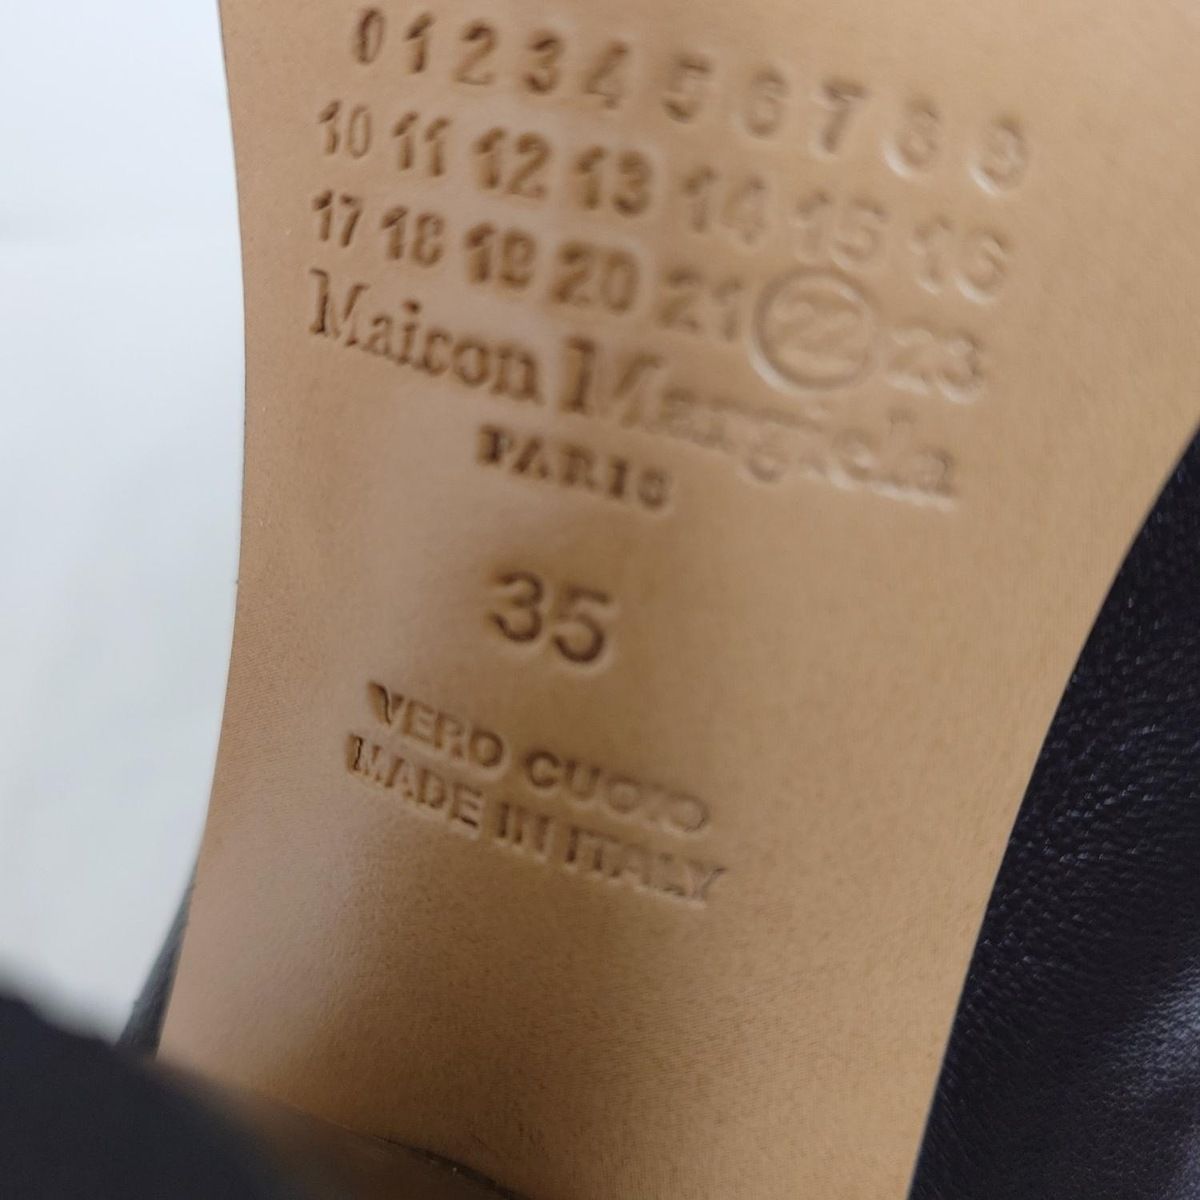 0 1 2 3 4 5 6 7 8 9
10 11 12 13 14 15 16
17 18 19 20 21 22 23
Maison Margiela
PARIS
35
VERO CUOIO
MADE IN ITALY